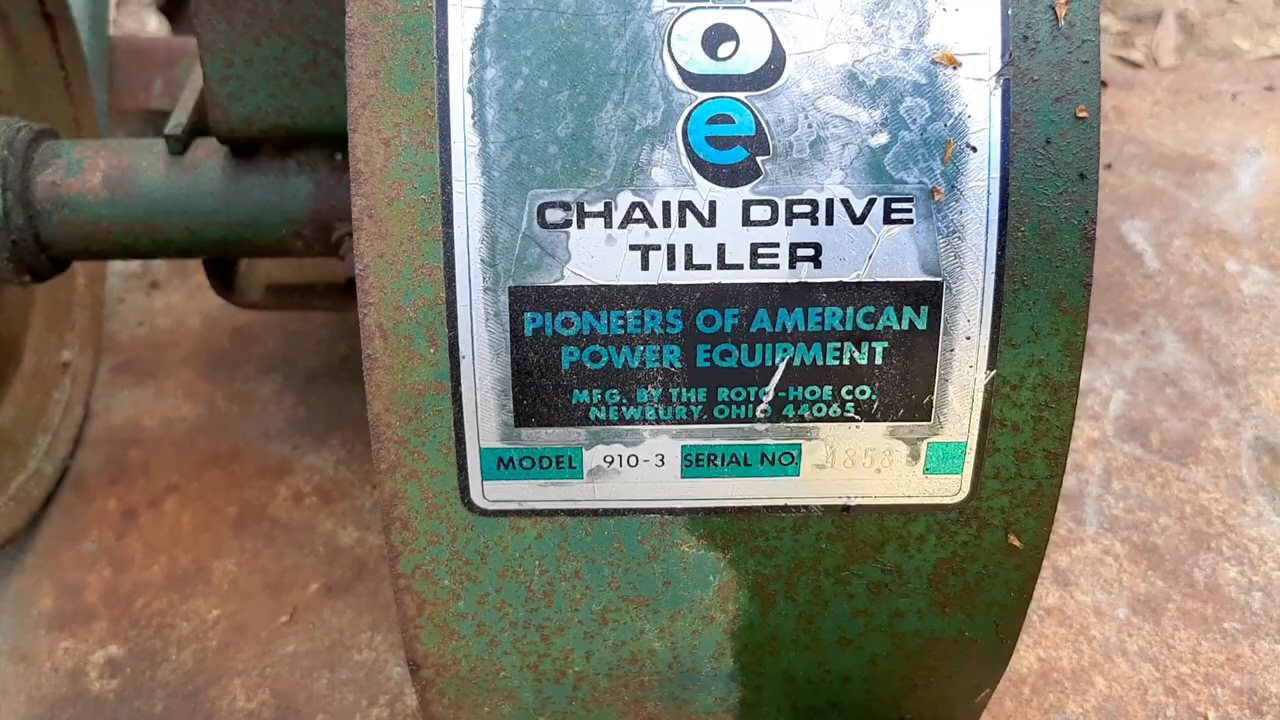 o
e
CHAIN DRIVE
TILLER
PIONEERS OF AMERICAN
POWER EQUIPMENT
MFG. BY THE ROTO-HOE CO.
NEWBURY, OHIO 44065
MODEL 910-3 SERIAL NO.